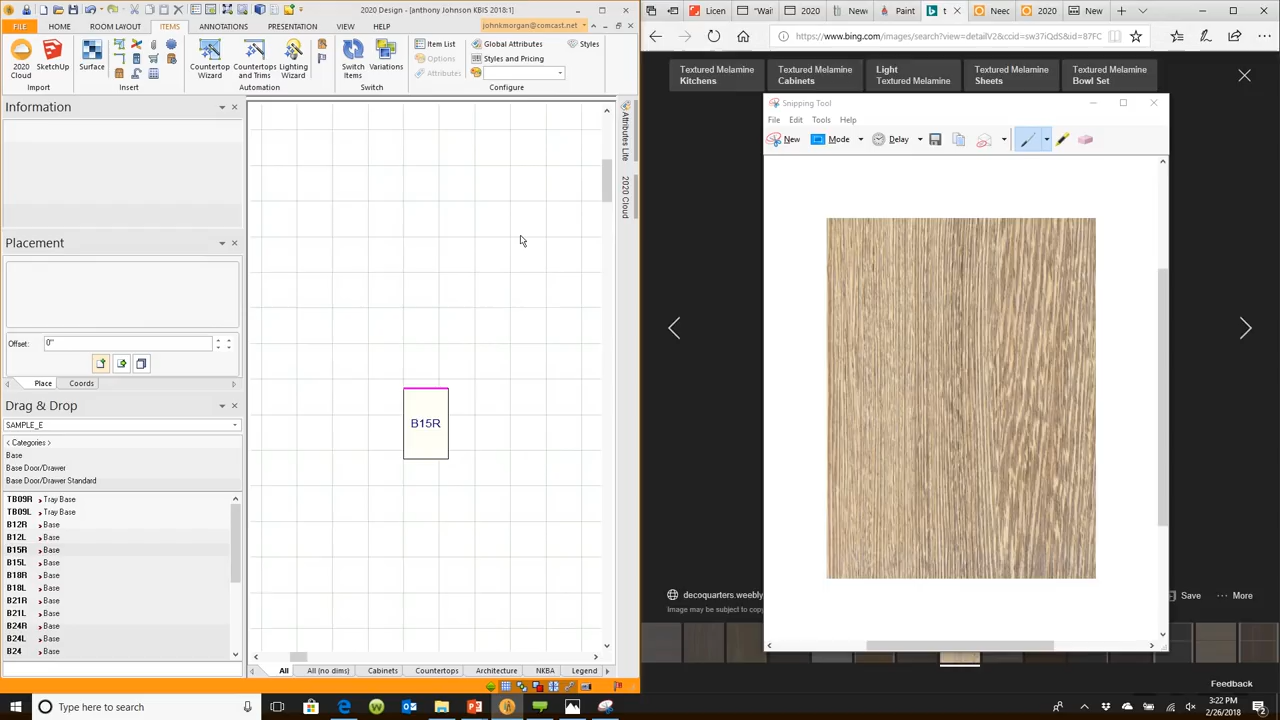 2020 Design - [anthony Johnson KBIS 2018:1]
FILE HOME ROOM LAYOUT ITEMS ANNOTATIONS PRESENTATION VIEW HELP
johnkmorgan@comcast.net
2020 Cloud
SketchUp
Import
Surface
Insert
Countertop Wizard
Countertops and Trims
Lighting Wizard
Automation
Switch Items
Variations
Switch
Item List
Options
Attributes
Global Attributes
Styles and Pricing
Styles
Configure
Information
Placement
Offset: 0"
Place Coords
Drag & Drop
SAMPLE_E
< Categories >
Base
Base Door/Drawer
Base Door/Drawer Standard
TB09R Tray Base
TB09L Tray Base
B12R Base
B12L Base
B15R Base
B15L Base
B18R Base
B18L Base
B21R Base
B21L Base
B24R Base
B24L Base
B24 Base
B15R
Attributes Lite
2020 Cloud
All All (no dims) Cabinets Countertops Architecture NKBA Legend
Licen "Wai 2020 New Paint t Neec 2020
https://www.bing.com/images/search?view=detailV2&ccid=sw37iQdS&id=87FC
Textured Melamine Kitchens
Textured Melamine Cabinets
Light Textured Melamine
Textured Melamine Sheets
Textured Melamine Bowl Set
Snipping Tool
File Edit Tools Help
New Mode Delay
decoquarters.weebly
Image may be subject to copy
Save
More
Feedback
Type here to search
3:22 PM
2/26/2018